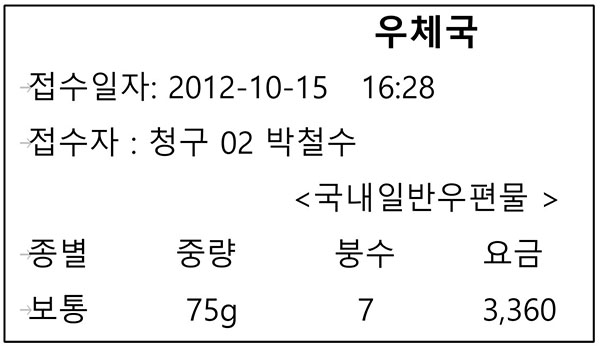 우체국
접수일자: 2012-10-15 16:28
접수자 : 청구 02 박철수
<국내일반우편물 >
종별 중량 붕수 요금
보통 75g 7 3,360